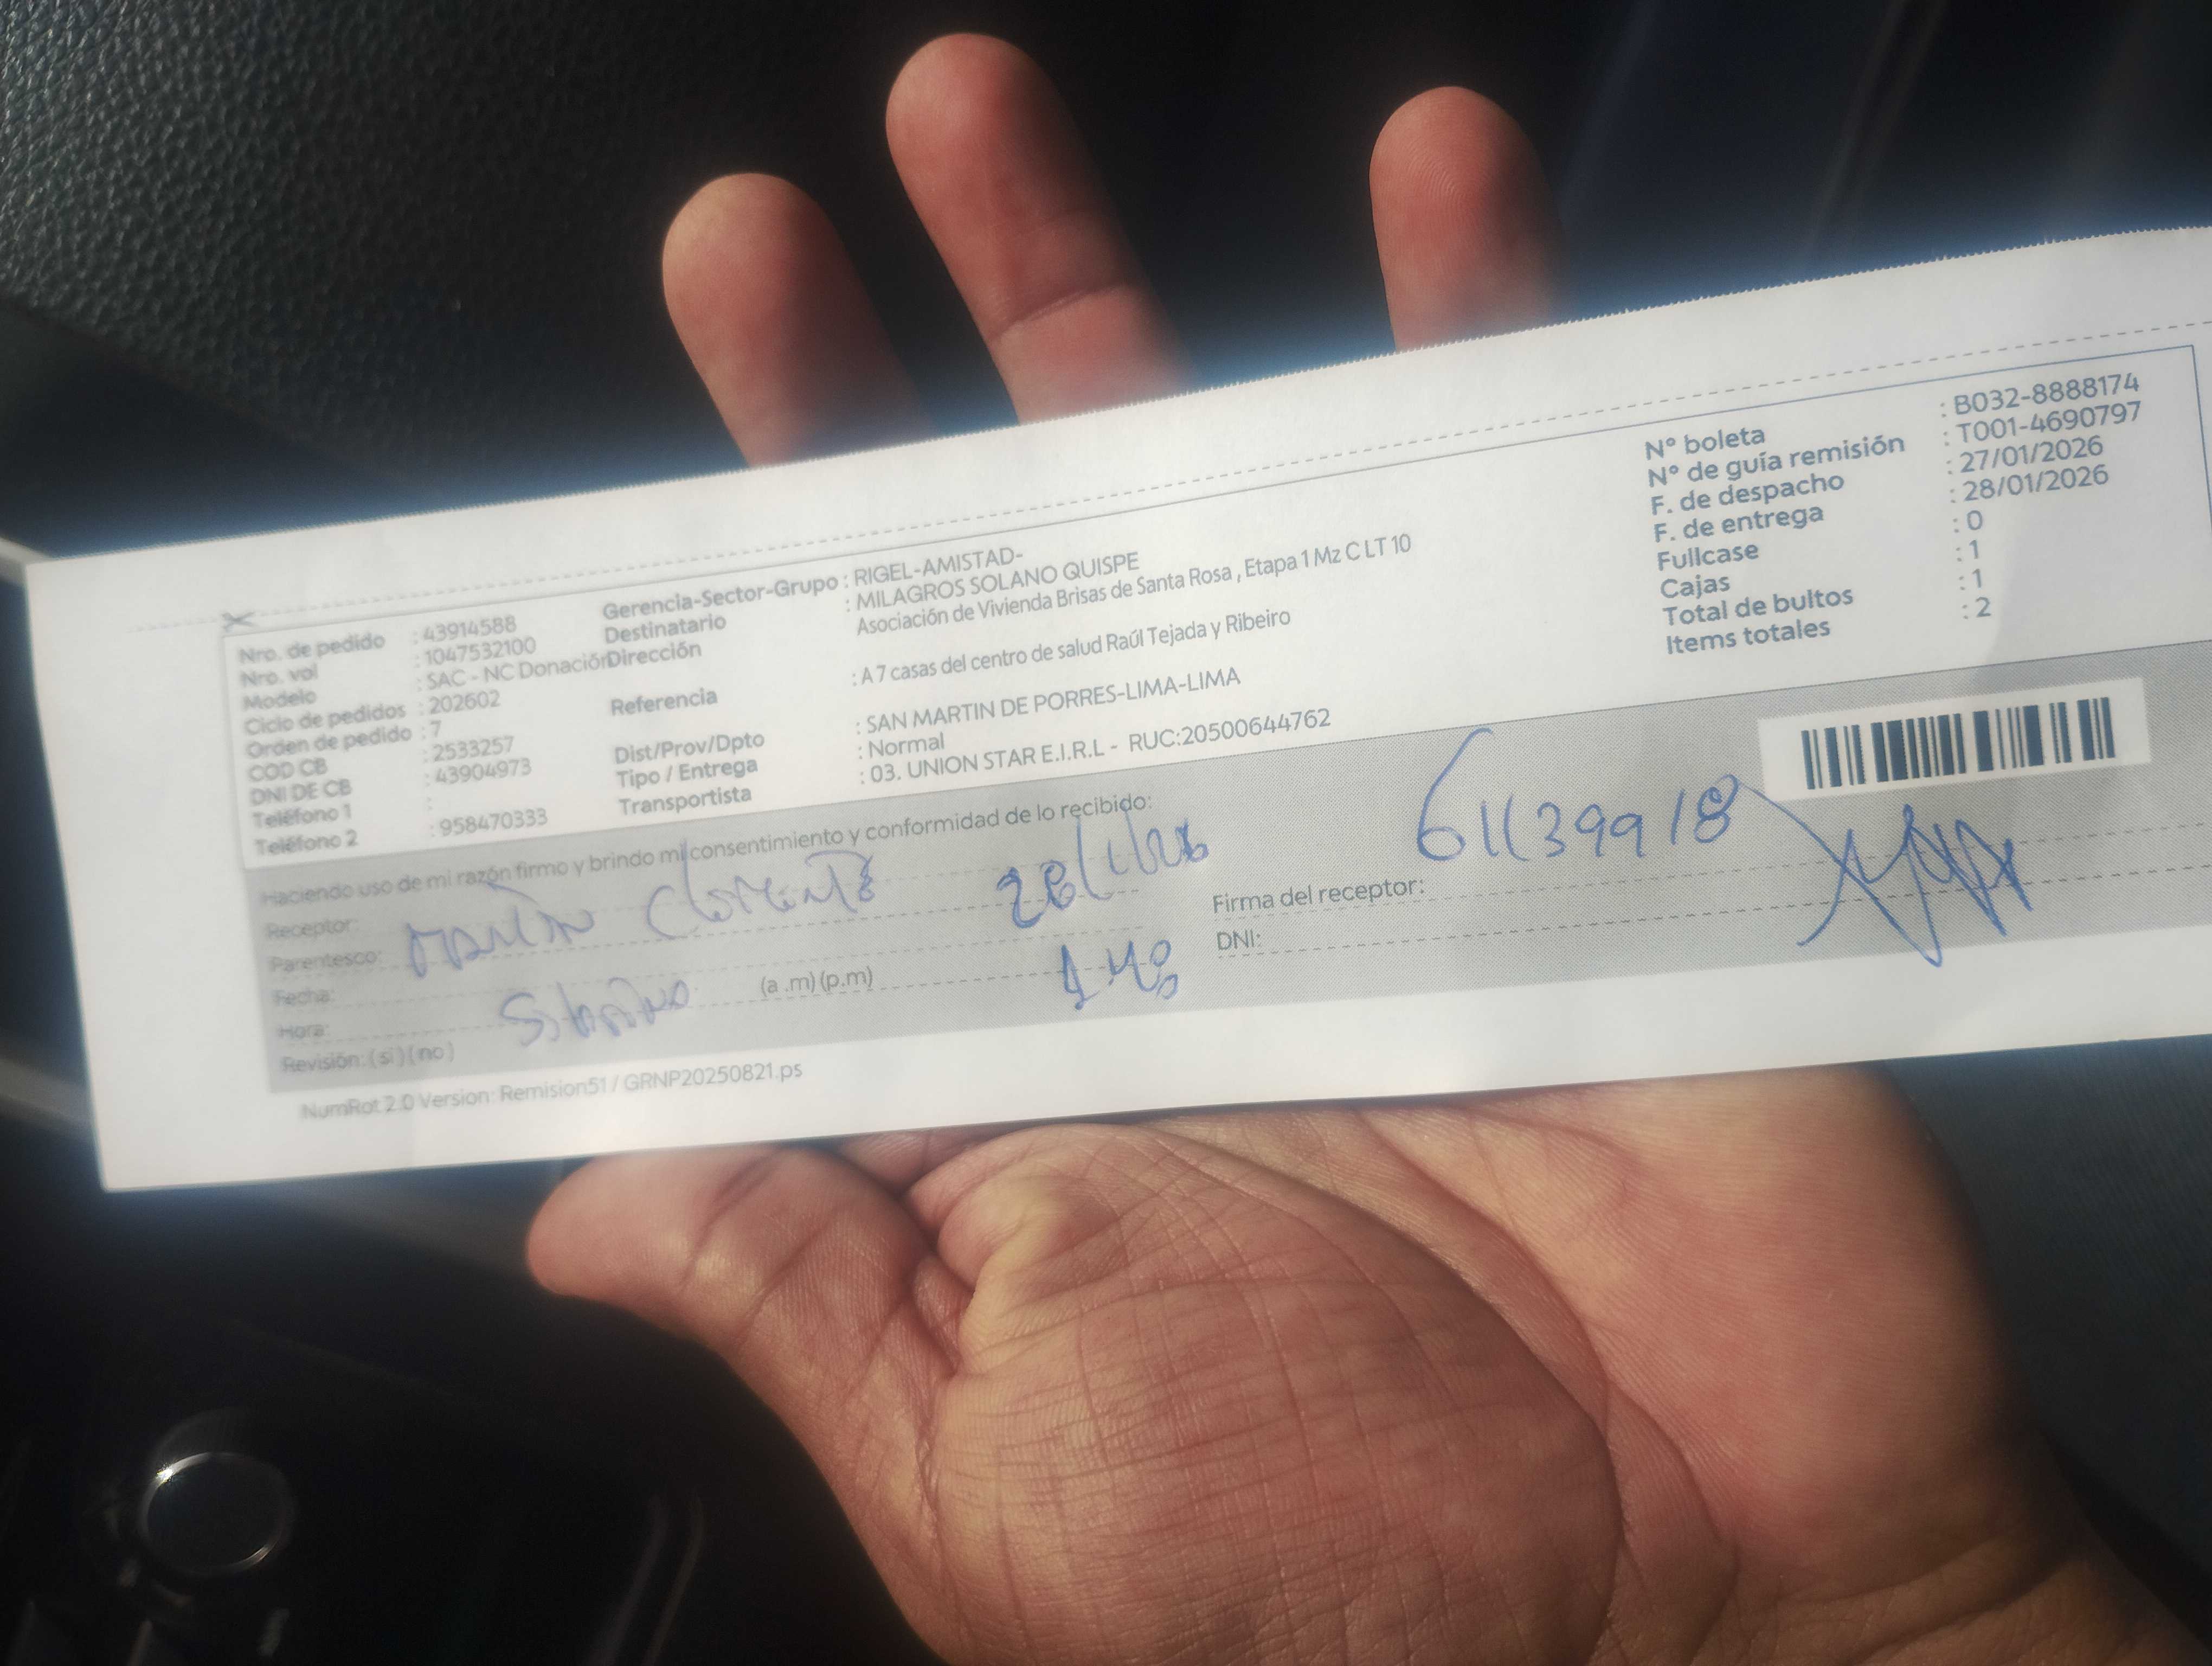 Nro. de pedido : 43914588
Nro. vol : 1047532100
Modelo : SAC - NC Donación
Ciclo de pedidos : 202602
Orden de pedido : 7
COD CB : 2533257
DNI DE CB : 43904973
Teléfono 1 :
Teléfono 2 : 958470333
Gerencia-Sector-Grupo : RIGEL-AMISTAD-
Destinatario : MILAGROS SOLANO QUISPE
Dirección Asociación de Vivienda Brisas de Santa Rosa , Etapa 1 Mz C LT 10
Referencia : A 7 casas del centro de salud Raúl Tejada y Ribeiro
Dist/Prov/Dpto : SAN MARTIN DE PORRES-LIMA-LIMA
Tipo / Entrega : Normal
Transportista : 03. UNION STAR E.I.R.L - RUC:20500644762
N° boleta : B032-8888174
N° de guía remisión : T001-4690797
F. de despacho : 27/01/2026
F. de entrega : 28/01/2026
Fullcase : 0
Cajas : 1
Total de bultos : 1
Items totales : 2
Haciendo uso de mi razón firmo y brindo mi consentimiento y conformidad de lo recibido:
Receptor:
Parentesco:
Fecha:
Hora: (a .m) (p.m)
Revisión: (si) (no)
Firma del receptor:
DNI:
61139918
NumRot 2.0 Version: Remision51 / GRNP20250821.ps